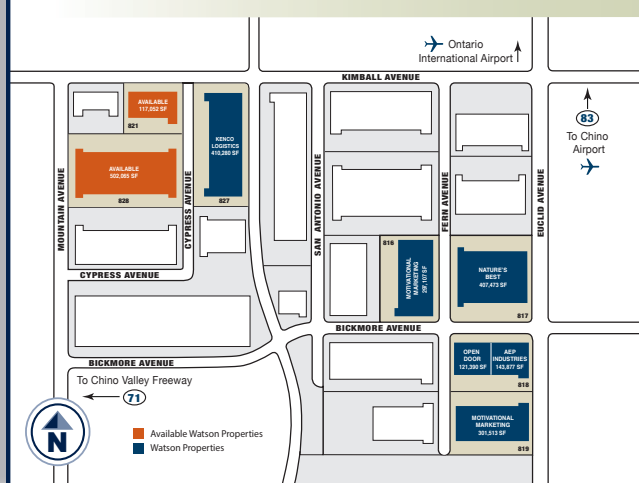 Ontario
International Airport
KIMBALL AVENUE
83
To Chino
Airport
AVAILABLE
117,052 SF
821
KENCO
LOGISTICS
410,280 SF
AVAILABLE
502,065 SF
828
827
MOUNTAIN AVENUE
CYPRESS AVENUE
SAN ANTONIO AVENUE
FERN AVENUE
EUCLID AVENUE
816
MOTIVATIONAL
MARKETING
297,107 SF
NATURE'S
BEST
407,473 SF
817
CYPRESS AVENUE
BICKMORE AVENUE
OPEN
DOOR
121,390 SF
AEP
INDUSTRIES
143,877 SF
818
BICKMORE AVENUE
To Chino Valley Freeway
71
MOTIVATIONAL
MARKETING
301,513 SF
819
N
Available Watson Properties
Watson Properties